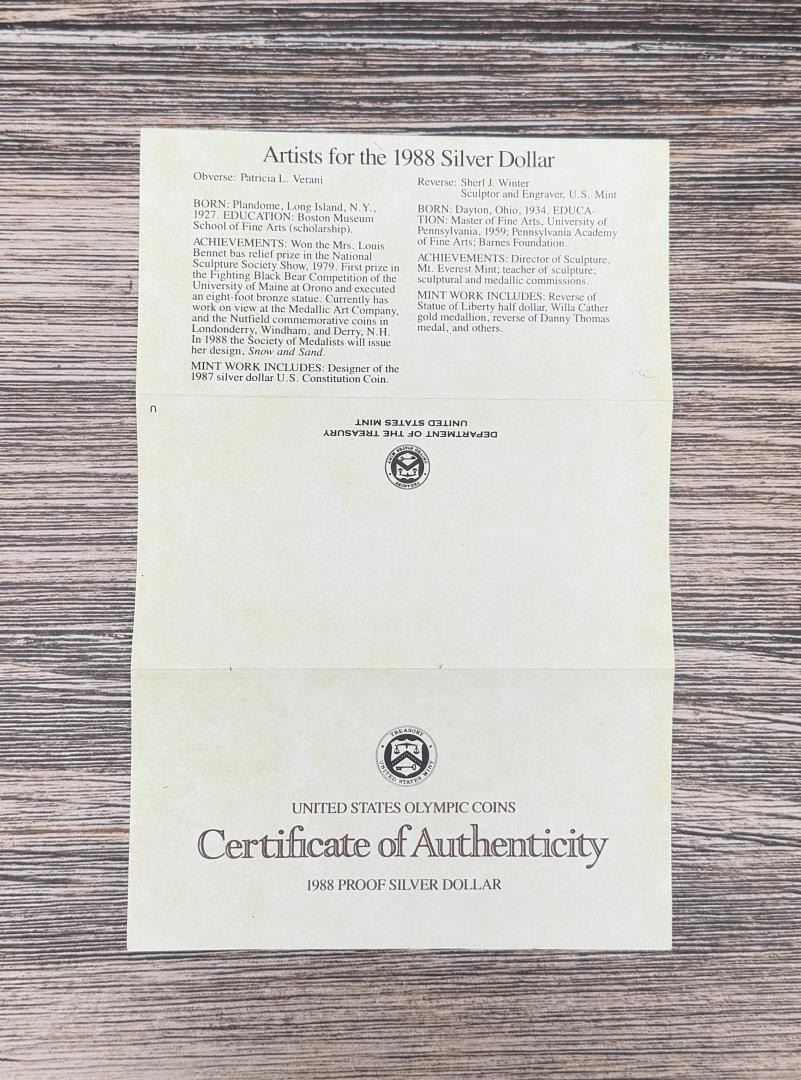 Artists for the 1988 Silver Dollar
Obverse: Patricia L. Verani
BORN: Plandome, Long Island, N.Y.,
1927. EDUCATION: Boston Museum
School of Fine Arts (scholarship).
ACHIEVEMENTS: Won the Mrs. Louis
Bennet bas relief prize in the National
Sculpture Society Show, 1979. First prize in
the Fighting Black Bear Competition of the
University of Maine at Orono and executed
an eight-foot bronze statue. Currently has
work on view at the Medallic Art Company,
and the Nutfield commemorative coins in
Londonderry, Windham, and Derry, N.H.
In 1988 the Society of Medalists will issue
her design, Snow and Sand.
MINT WORK INCLUDES: Designer of the
1987 silver dollar U.S. Constitution Coin.
Reverse: Sherl J. Winter
Sculptor and Engraver, U.S. Mint
BORN: Dayton, Ohio, 1934. EDUCA-
TION: Master of Fine Arts, University of
Pennsylvania, 1959; Pennsylvania Academy
of Fine Arts; Barnes Foundation.
ACHIEVEMENTS: Director of Sculpture,
Mt. Everest Mint; teacher of sculpture;
sculptural and medallic commissions.
MINT WORK INCLUDES: Reverse of
Statue of Liberty half dollar, Willa Cather
gold medallion, reverse of Danny Thomas
medal, and others.
U
DEPARTMENT OF THE TREASURY
UNITED STATES MINT
TREASURY
UNITED STATES MINT
TREASURY
UNITED STATES MINT
UNITED STATES OLYMPIC COINS
Certificate of Authenticity
1988 PROOF SILVER DOLLAR